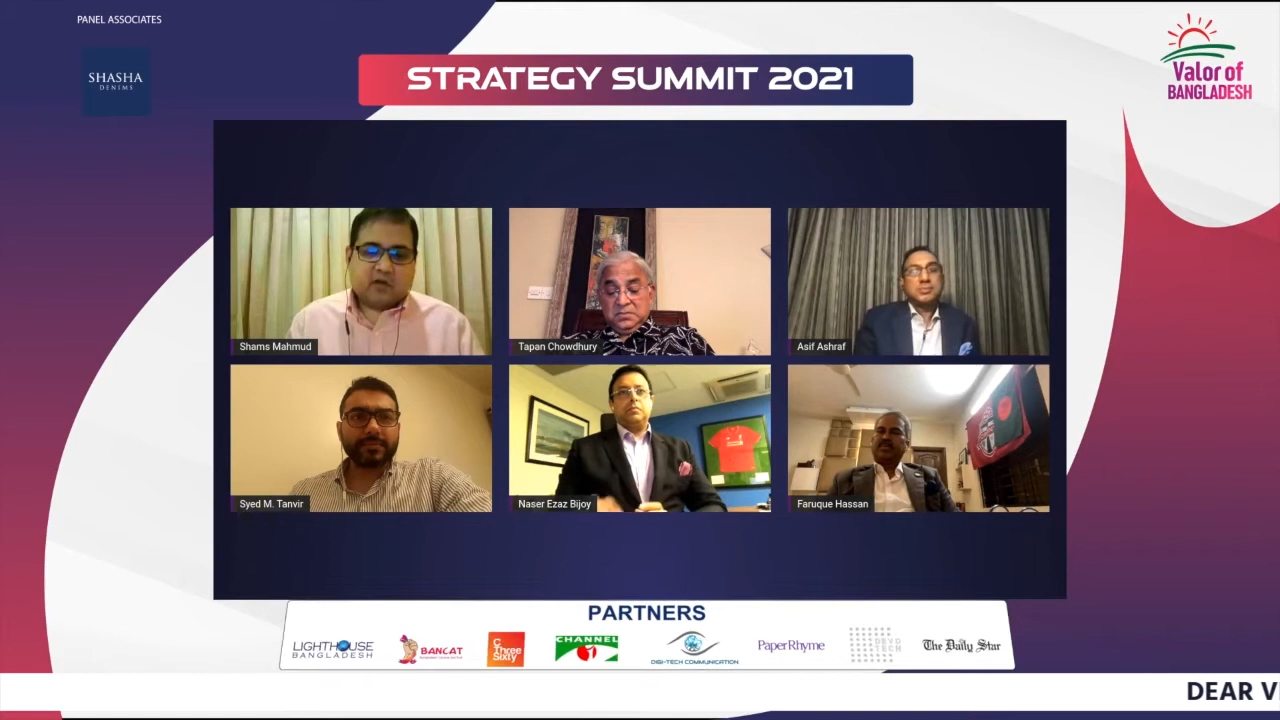 PANEL ASSOCIATES
SHASHA
DENIMS
STRATEGY SUMMIT 2021
Valor of
BANGLADESH
Shams Mahmud
Tapan Chowdhury
Asif Ashraf
Syed M. Tanvir
Naser Ezaz Bijoy
Faruque Hassan
PARTNERS
LIGHTHOUSE
BANGLADESH
BANCAT
C
Three
Sixty
CHANNEL
DIGI-TECH COMMUNICATION
PaperRhyme
DEVO
TECH
The Daily Star
DEAR V